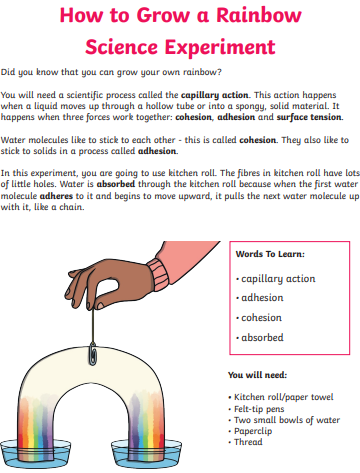 How to Grow a Rainbow
Science Experiment
Did you know that you can grow your own rainbow?
You will need a scientific process called the capillary action. This action happens
when a liquid moves up through a hollow tube or into a spongy, solid material. It
happens when three forces work together: cohesion, adhesion and surface tension.
Water molecules like to stick to each other - this is called cohesion. They also like to
stick to solids in a process called adhesion.
In this experiment, you are going to use kitchen roll. The fibres in kitchen roll have lots
of little holes. Water is absorbed through the kitchen roll because when the first water
molecule adheres to it and begins to move upward, it pulls the next water molecule up
with it, like a chain.
Words To Learn:
• capillary action
• adhesion
• cohesion
• absorbed
You will need:
• Kitchen roll/paper towel
• Felt-tip pens
• Two small bowls of water
• Paperclip
• Thread